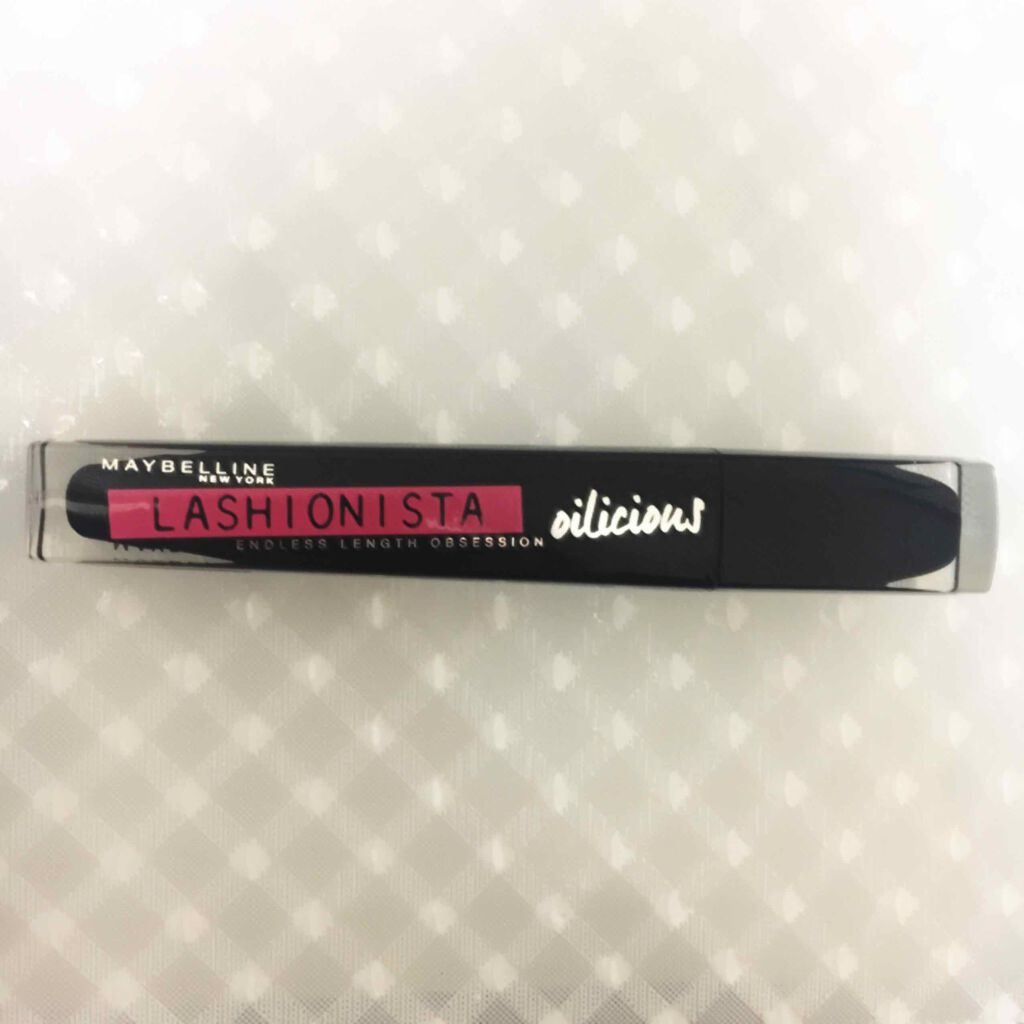 MAYBELLINE
NEW YORK
LASHIONISTA
ENDLESS LENGTH OBSESSION
oilicious